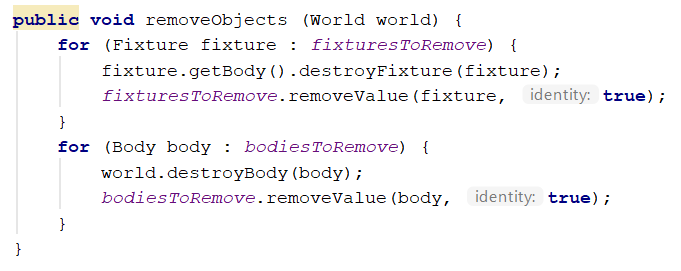 public void removeObjects (World world) {
    for (Fixture fixture : fixturesToRemove) {
        fixture.getBody().destroyFixture(fixture);
        fixturesToRemove.removeValue(fixture, identity: true);
    }
    for (Body body : bodiesToRemove) {
        world.destroyBody(body);
        bodiesToRemove.removeValue(body, identity: true);
    }
}